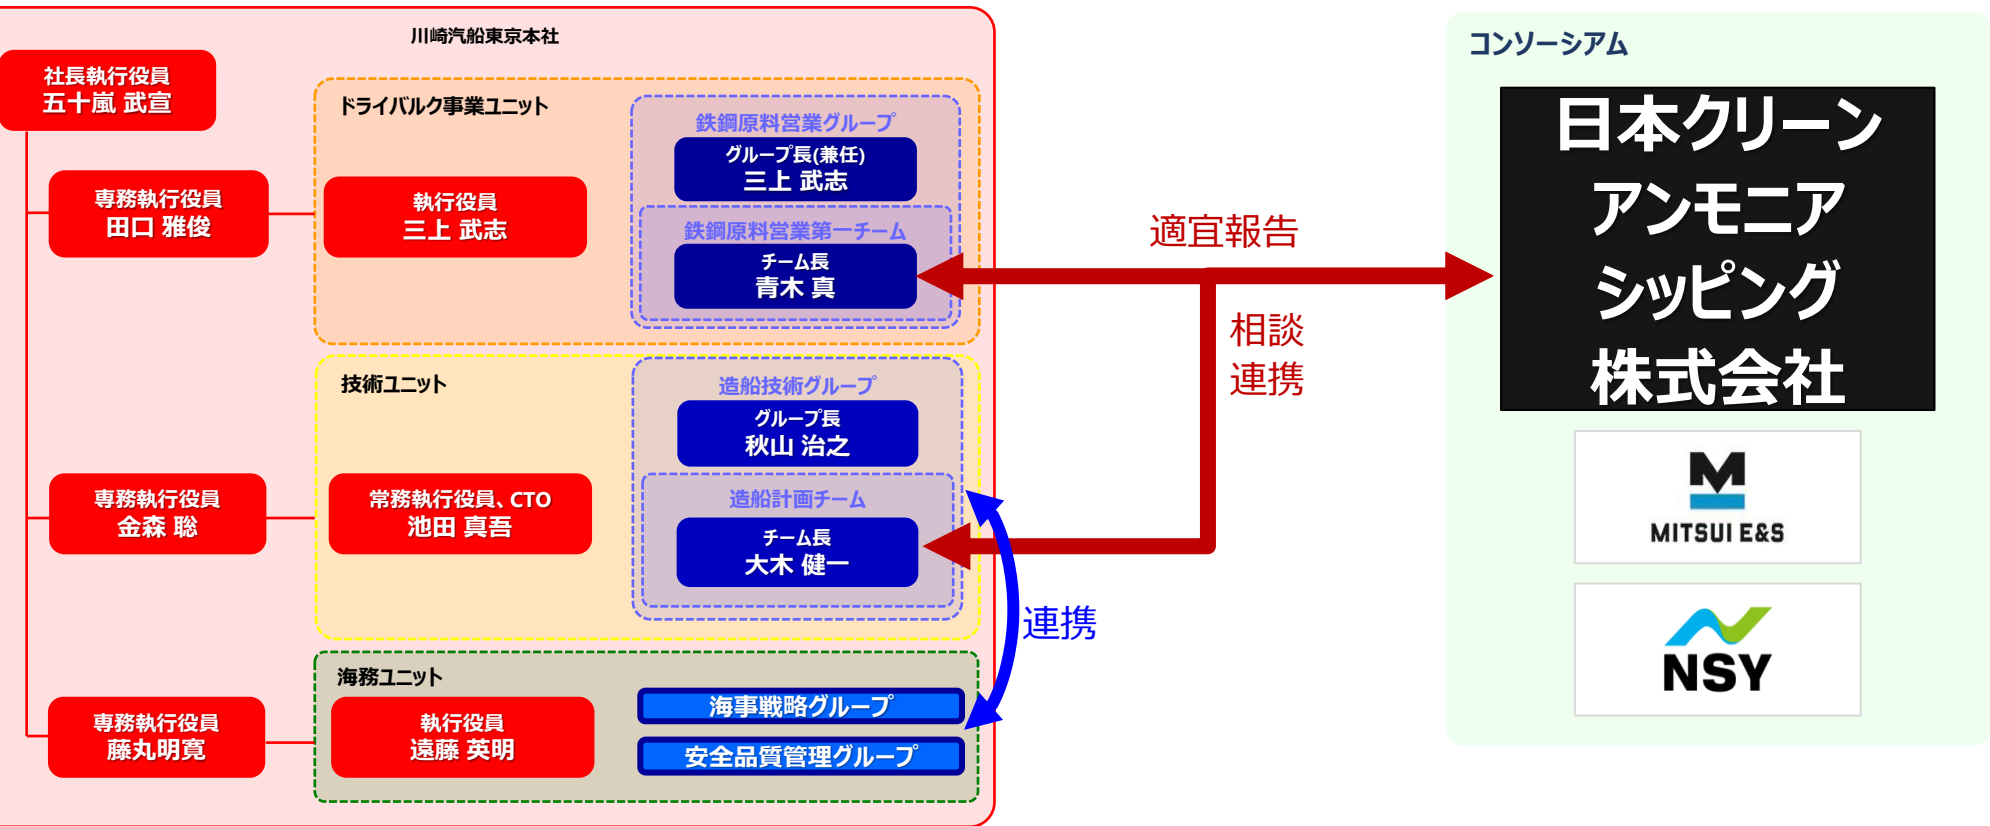 川崎汽船東京本社
社長執行役員
五十嵐 武宣
専務執行役員
田口 雅俊
ドライバルク事業ユニット
執行役員
三上 武志
鉄鋼原料営業グループ
グループ長(兼任)
三上 武志
鉄鋼原料営業第一チーム
チーム長
青木 真
専務執行役員
金森 聡
技術ユニット
常務執行役員、CTO
池田 真吾
造船技術グループ
グループ長
秋山 治之
造船計画チーム
チーム長
大木 健一
専務執行役員
藤丸明寛
海務ユニット
執行役員
遠藤 英明
海事戦略グループ
安全品質管理グループ
連携
適宜報告
相談
連携
コンソーシアム
日本クリーン
アンモニア
シッピング
株式会社
MITSUI E&S
NSY